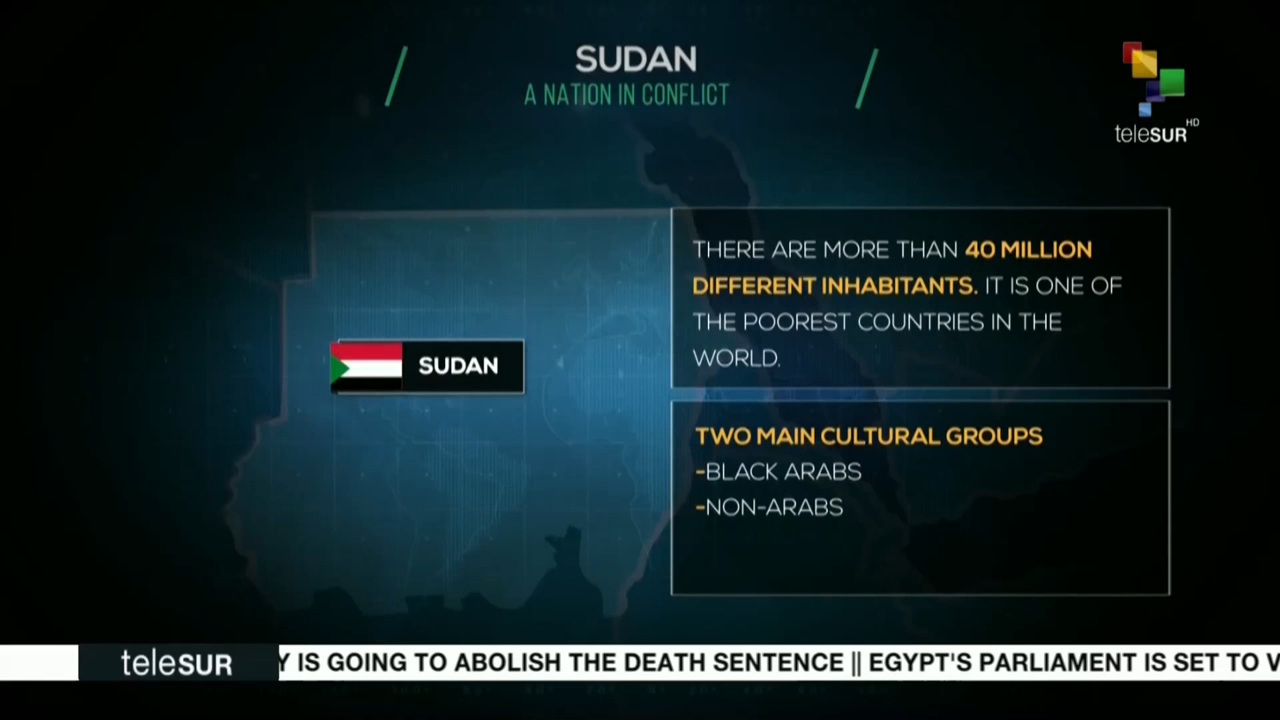 SUDAN
A NATION IN CONFLICT
teleSUR HD
THERE ARE MORE THAN 40 MILLION
DIFFERENT INHABITANTS. IT IS ONE OF
THE POOREST COUNTRIES IN THE
WORLD.
SUDAN
TWO MAIN CULTURAL GROUPS
-BLACK ARABS
-NON-ARABS
teleSUR
Y IS GOING TO ABOLISH THE DEATH SENTENCE || EGYPT'S PARLIAMENT IS SET TO V